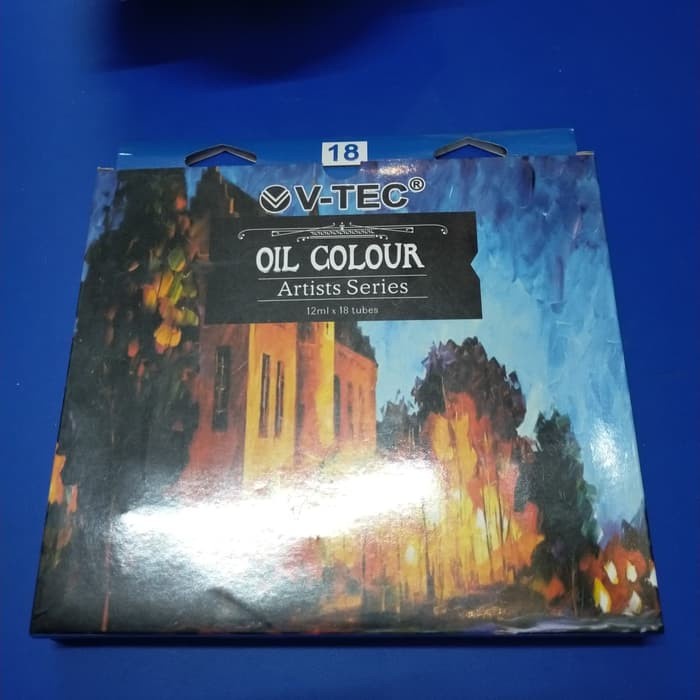 18
V-TEC®
OIL COLOUR
Artists Series
12ml x 18 tubes